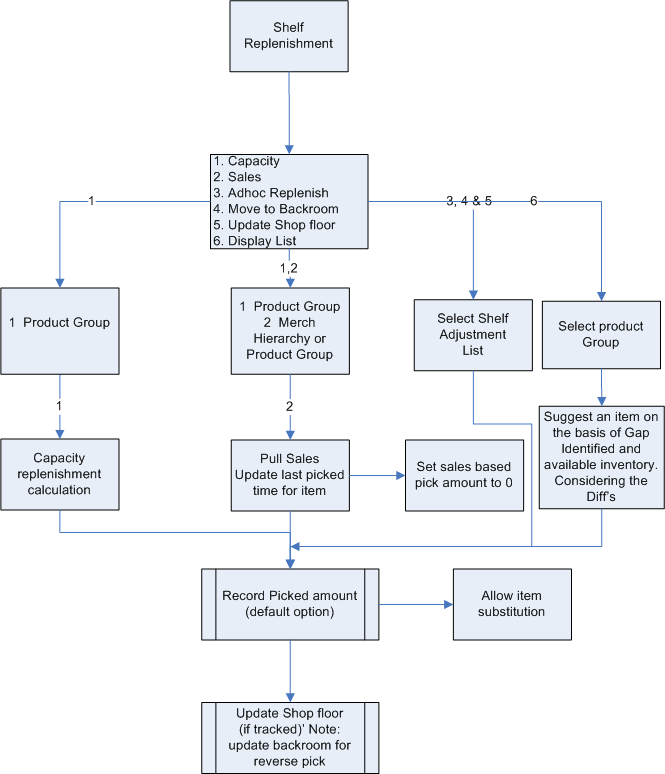 Shelf
Replenishment
1. Capacity
2. Sales
3. Adhoc Replenish
4. Move to Backroom
5. Update Shop floor
6. Display List
1
3, 4 & 5
6
1,2
1 Product Group
1 Product Group
2 Merch
Hierarchy or
Product Group
Select Shelf
Adjustment
List
Select product
Group
1
2
Capacity
replenishment
calculation
Pull Sales
Update last picked
time for item
Set sales based
pick amount to 0
Suggest an item on
the basis of Gap
Identified and
available inventory.
Considering the
Diff's
Record Picked amount
(default option)
Allow item
substitution
Update Shop floor
(if tracked)' Note:
update backroom for
reverse pick